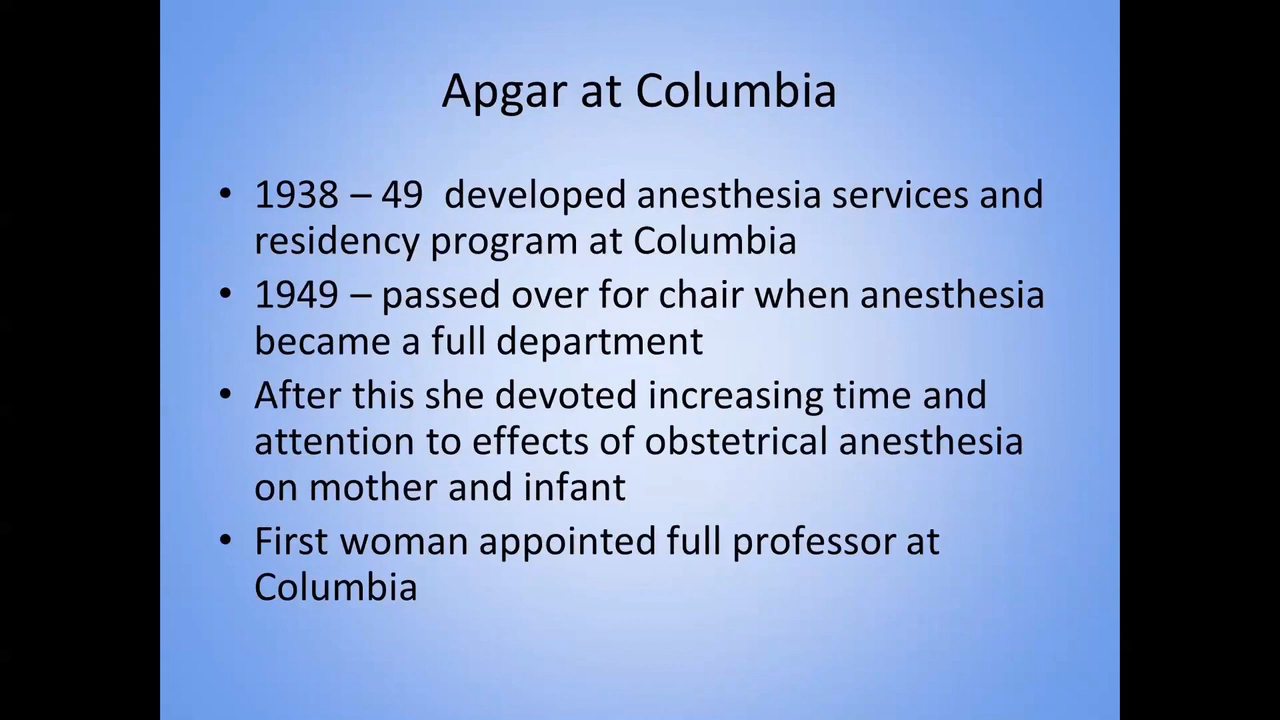 Apgar at Columbia
• 1938 – 49  developed anesthesia services and
residency program at Columbia
• 1949 – passed over for chair when anesthesia
became a full department
• After this she devoted increasing time and
attention to effects of obstetrical anesthesia
on mother and infant
• First woman appointed full professor at
Columbia